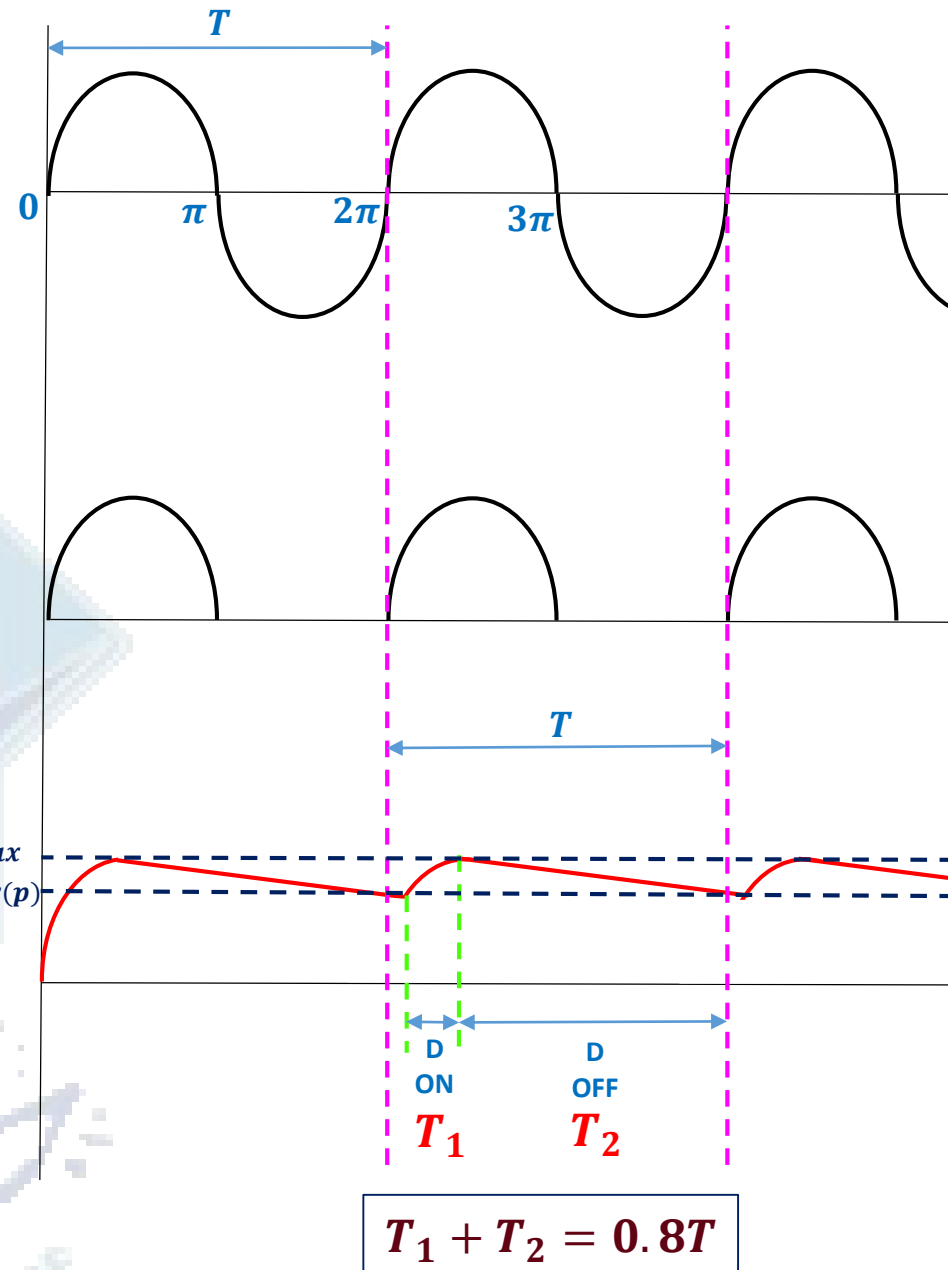 T
0 π 2π 3π
T
(p)
D
ON
D
OFF
T₁ T₂
T₁ + T₂ = 0.8T